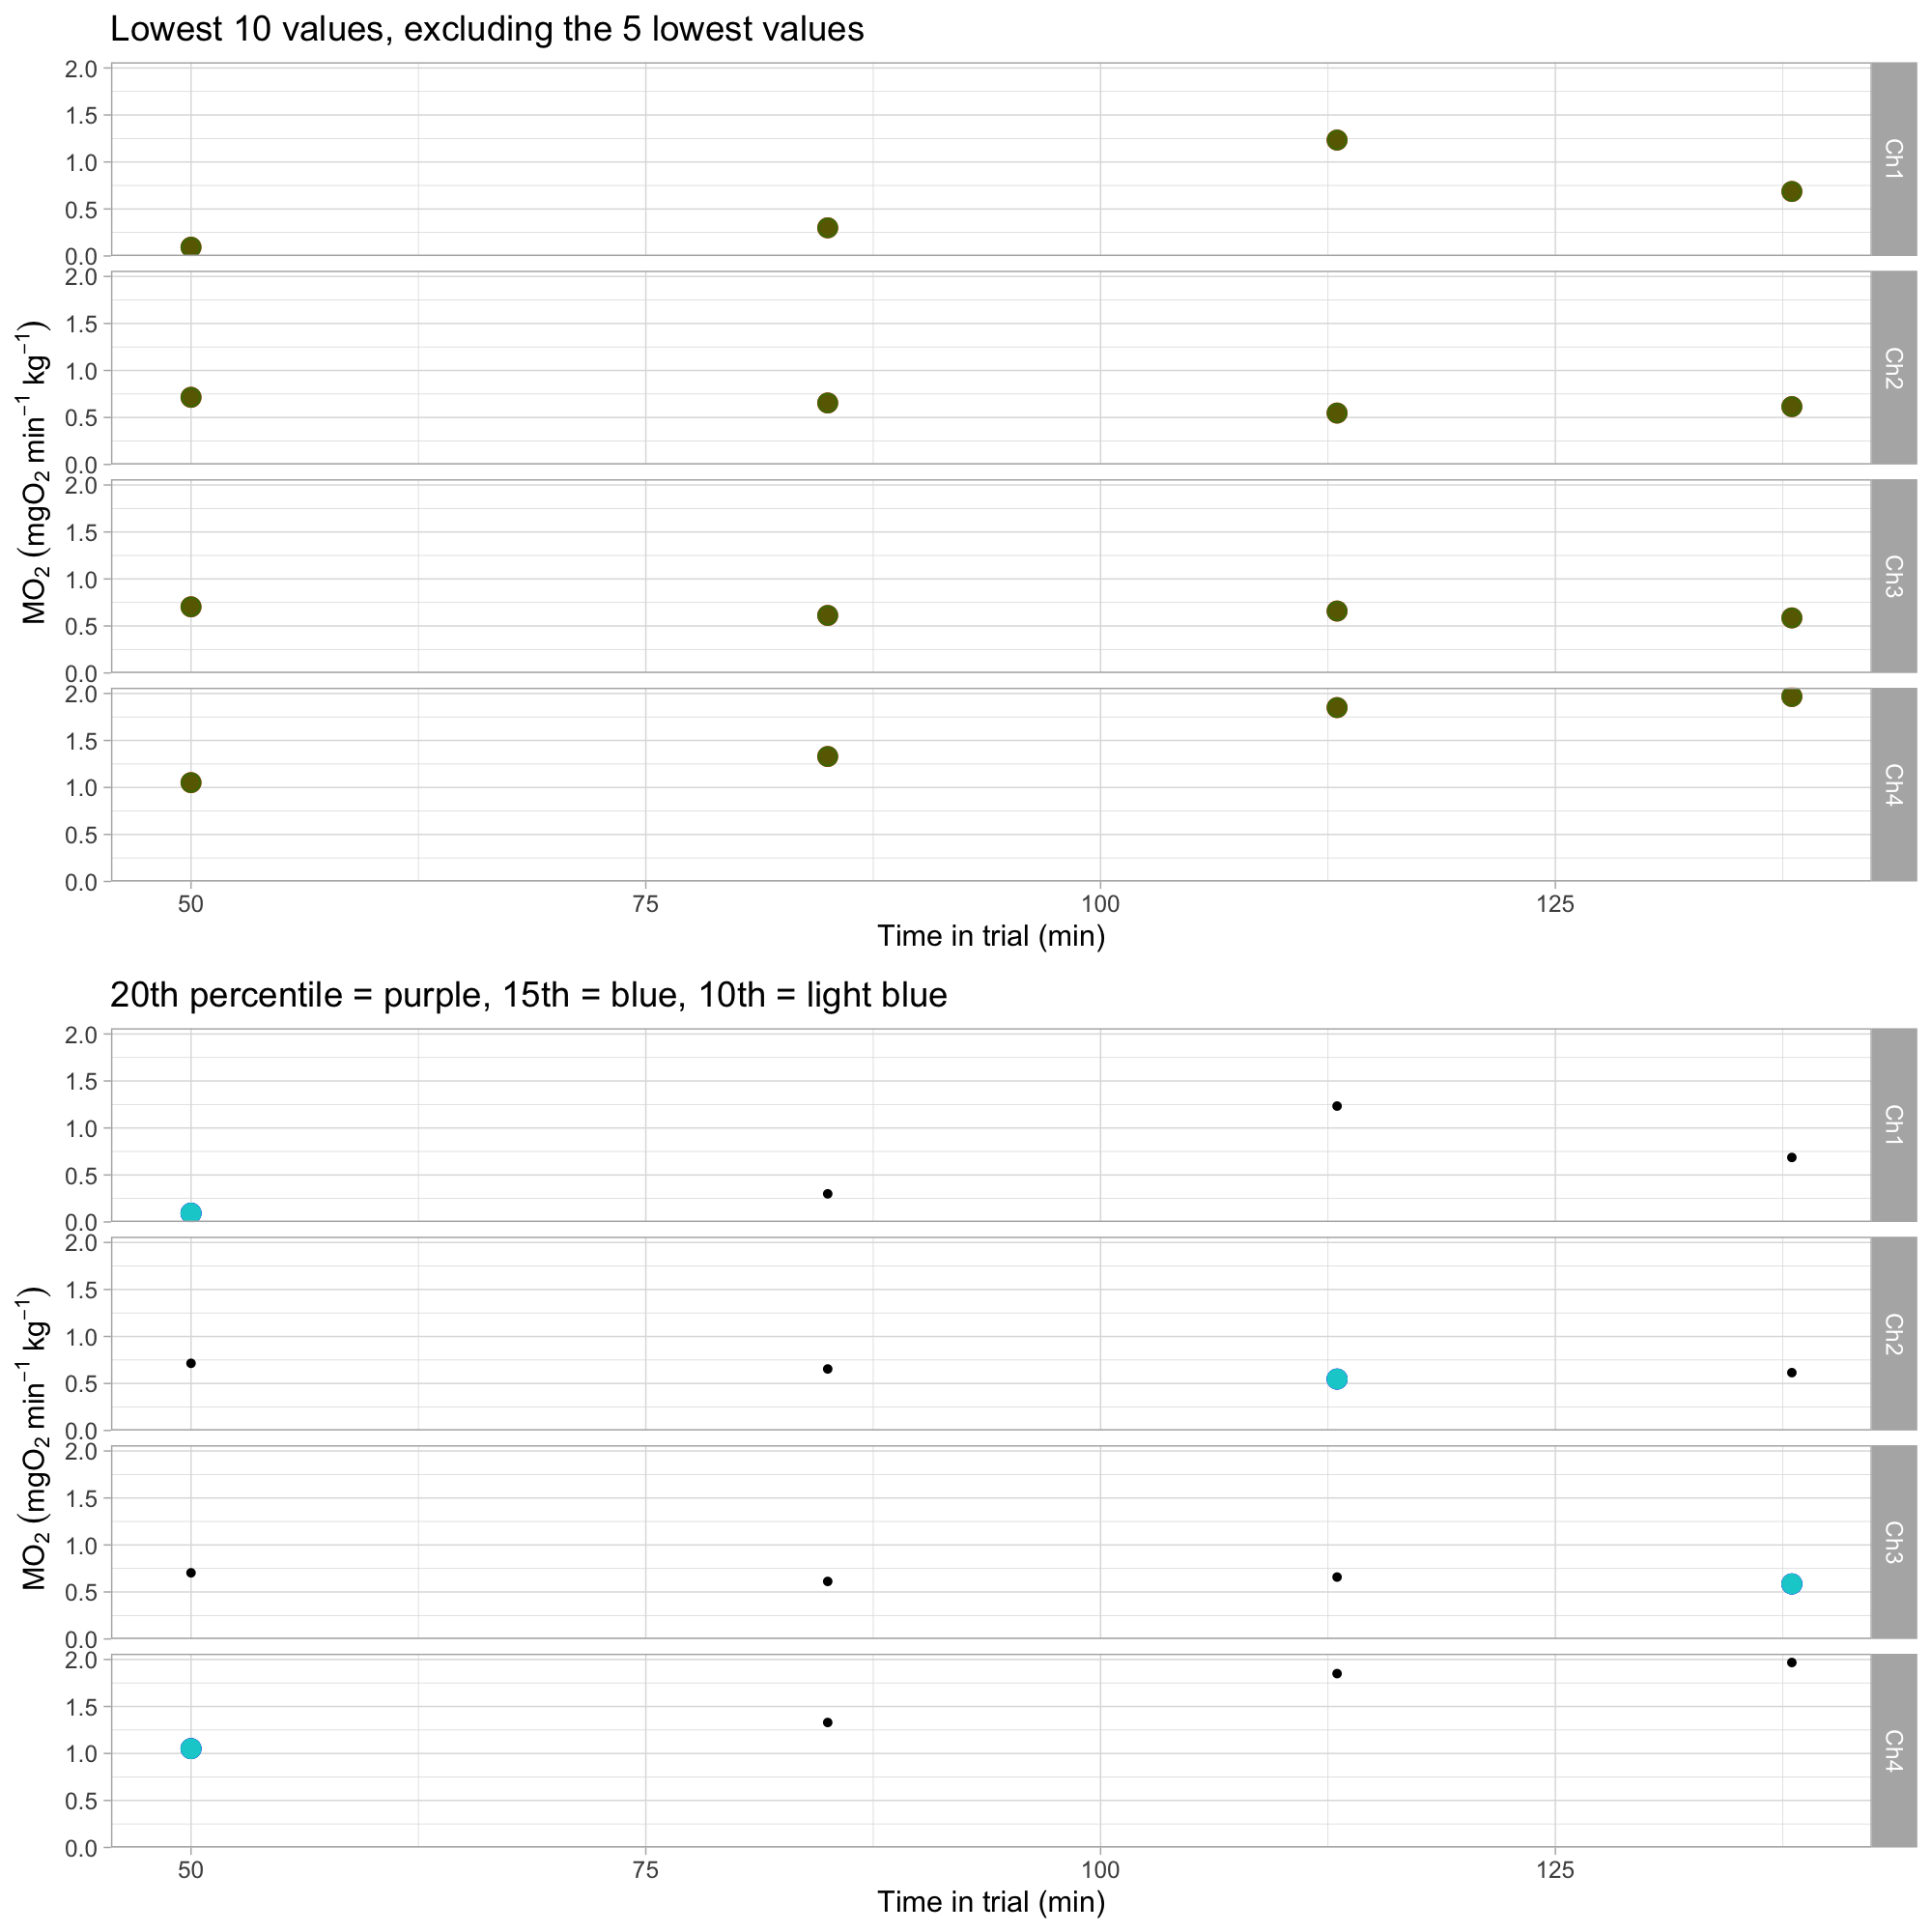 Lowest 10 values, excluding the 5 lowest values
2.0
1.5
1.0
0.5
0.0
Ch1
2.0
1.5
1.0
0.5
0.0
Ch2
2.0
1.5
1.0
0.5
0.0
Ch3
2.0
1.5
1.0
0.5
0.0
Ch4
MO₂ (mgO₂ min⁻¹ kg⁻¹)
50 75 100 125
Time in trial (min)
20th percentile = purple, 15th = blue, 10th = light blue
2.0
1.5
1.0
0.5
0.0
Ch1
2.0
1.5
1.0
0.5
0.0
Ch2
2.0
1.5
1.0
0.5
0.0
Ch3
2.0
1.5
1.0
0.5
0.0
Ch4
MO₂ (mgO₂ min⁻¹ kg⁻¹)
50 75 100 125
Time in trial (min)